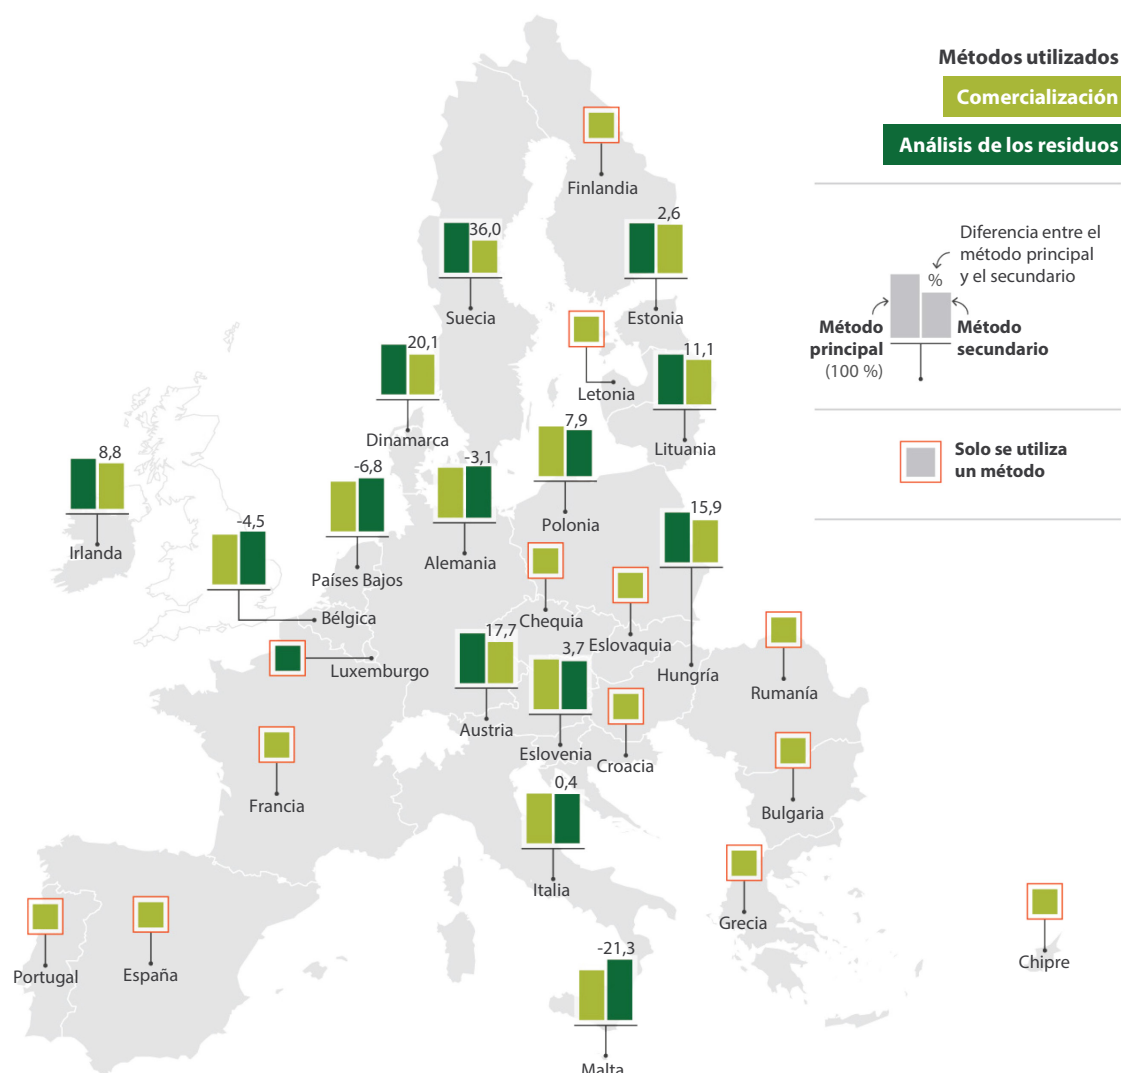 Métodos utilizados
Comercialización
Análisis de los residuos
Diferencia entre el
método principal
y el secundario
%
Método
principal
(100 %)
Método
secundario
Solo se utiliza
un método
Finlandia
36,0
Suecia
2,6
Estonia
Letonia
20,1
Dinamarca
11,1
Lituania
7,9
Polonia
8,8
Irlanda
-6,8
Países Bajos
-3,1
Alemania
-4,5
Bélgica
15,9
Hungría
Chequia
Eslovaquia
Luxemburgo
17,7
Austria
3,7
Eslovenia
Croacia
Rumanía
Bulgaria
Francia
0,4
Italia
Grecia
Portugal
España
Chipre
-21,3
Malta